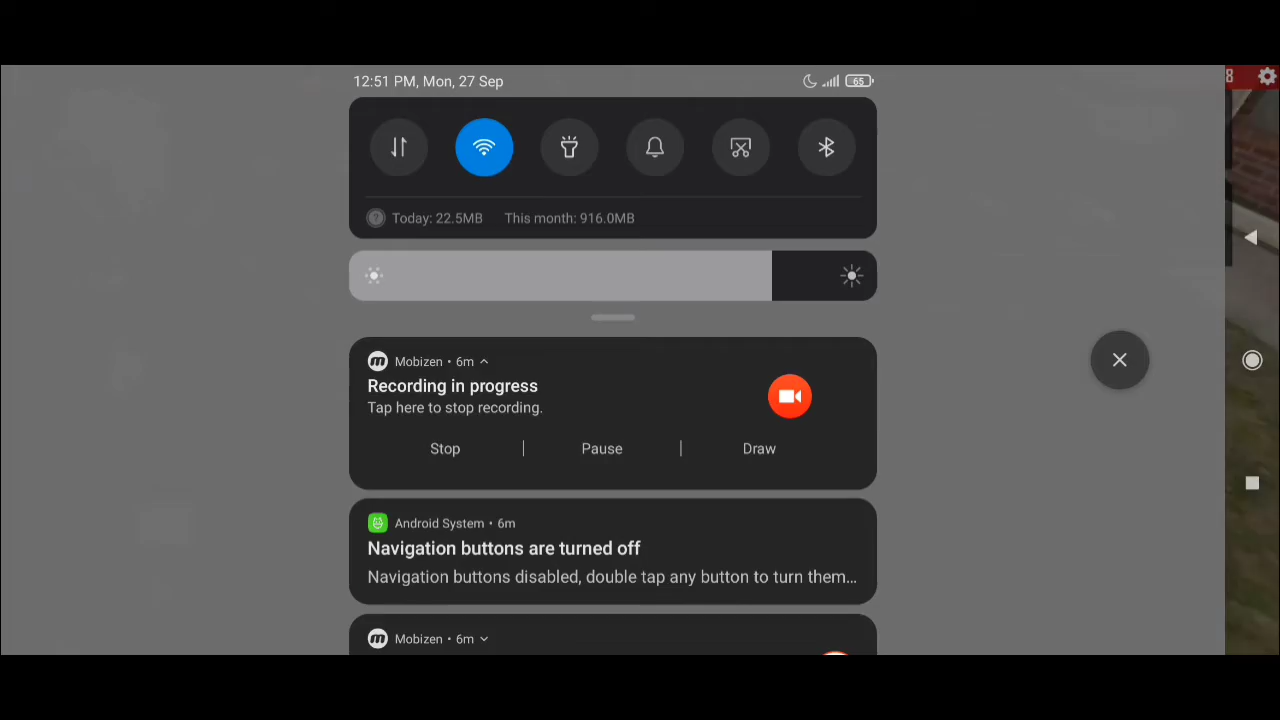 12:51 PM, Mon, 27 Sep
65
8
Today: 22.5MB This month: 916.0MB
Mobizen • 6m
Recording in progress
Tap here to stop recording.
Stop | Pause | Draw
Android System • 6m
Navigation buttons are turned off
Navigation buttons disabled, double tap any button to turn them...
Mobizen • 6m